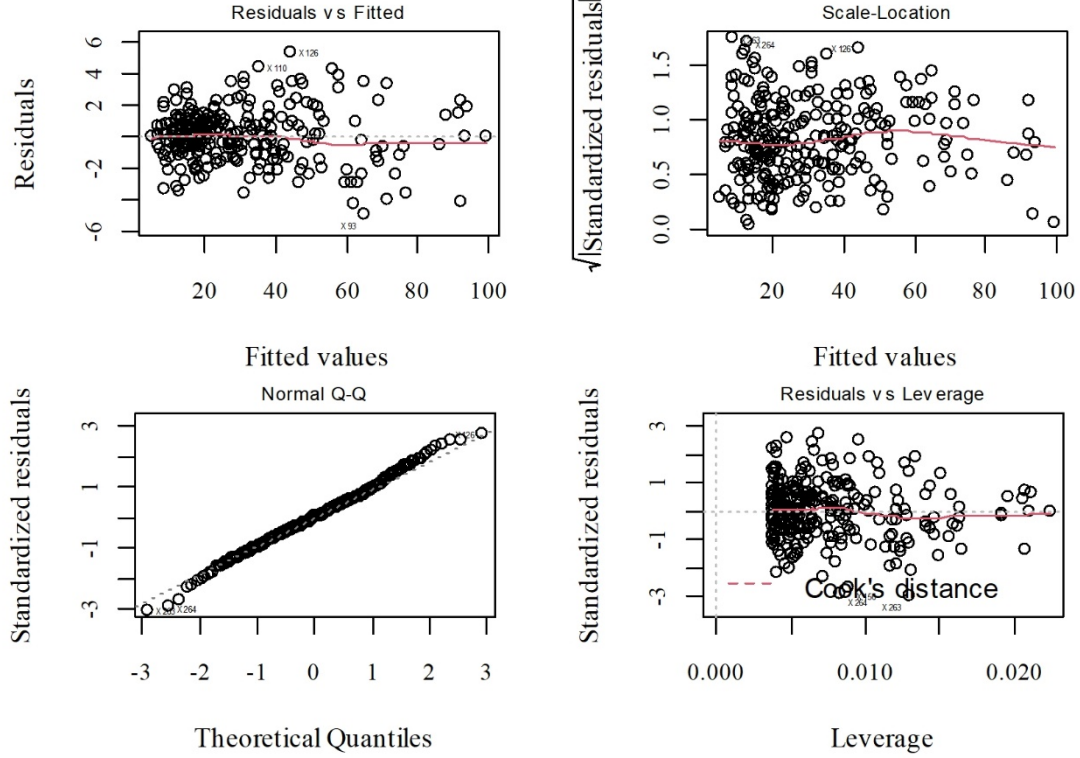 Residuals vs Fitted
Residuals
6
4
2
0
-2
-6
X 126
X 110
X 93
20 40 60 80 100
Fitted values
Scale-Location
√|Standardized residuals|
1.5
1.0
0.5
0.0
X 264
X 126
20 40 60 80 100
Fitted values
Normal Q-Q
Standardized residuals
3
1
-1
-3
X 264
-3 -2 -1 0 1 2 3
Theoretical Quantiles
Residuals vs Leverage
Standardized residuals
3
1
-1
-3
Cook's distance
X 264
X 263
0.000 0.010 0.020
Leverage